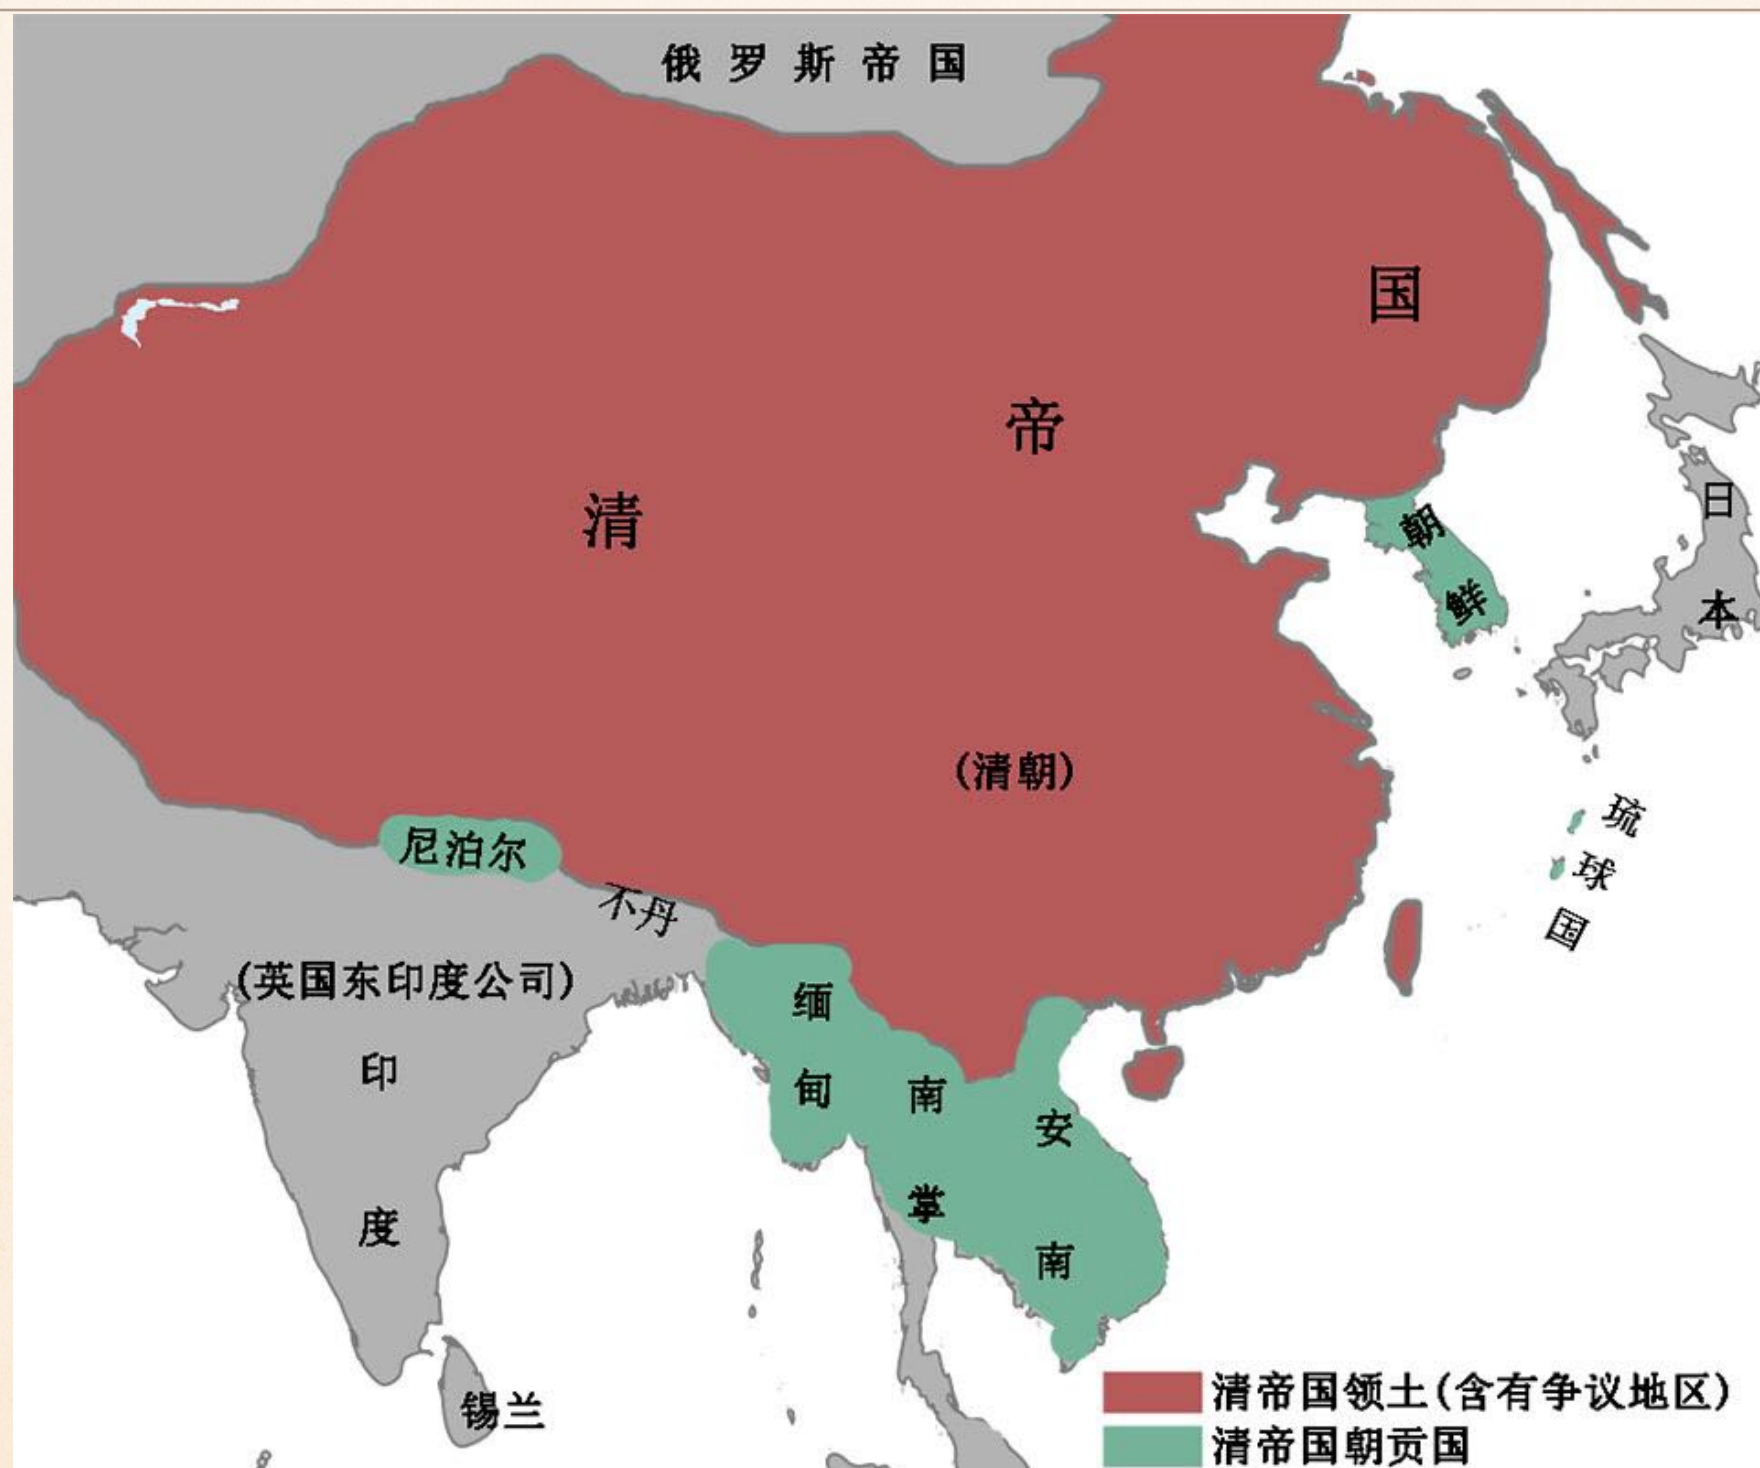 俄罗斯帝国
清帝国
(清朝)
朝鲜
日本
琉球国
尼泊尔
不丹
(英国东印度公司)
印度
缅甸
南掌
安南
锡兰
清帝国领土(含有争议地区)
清帝国朝贡国